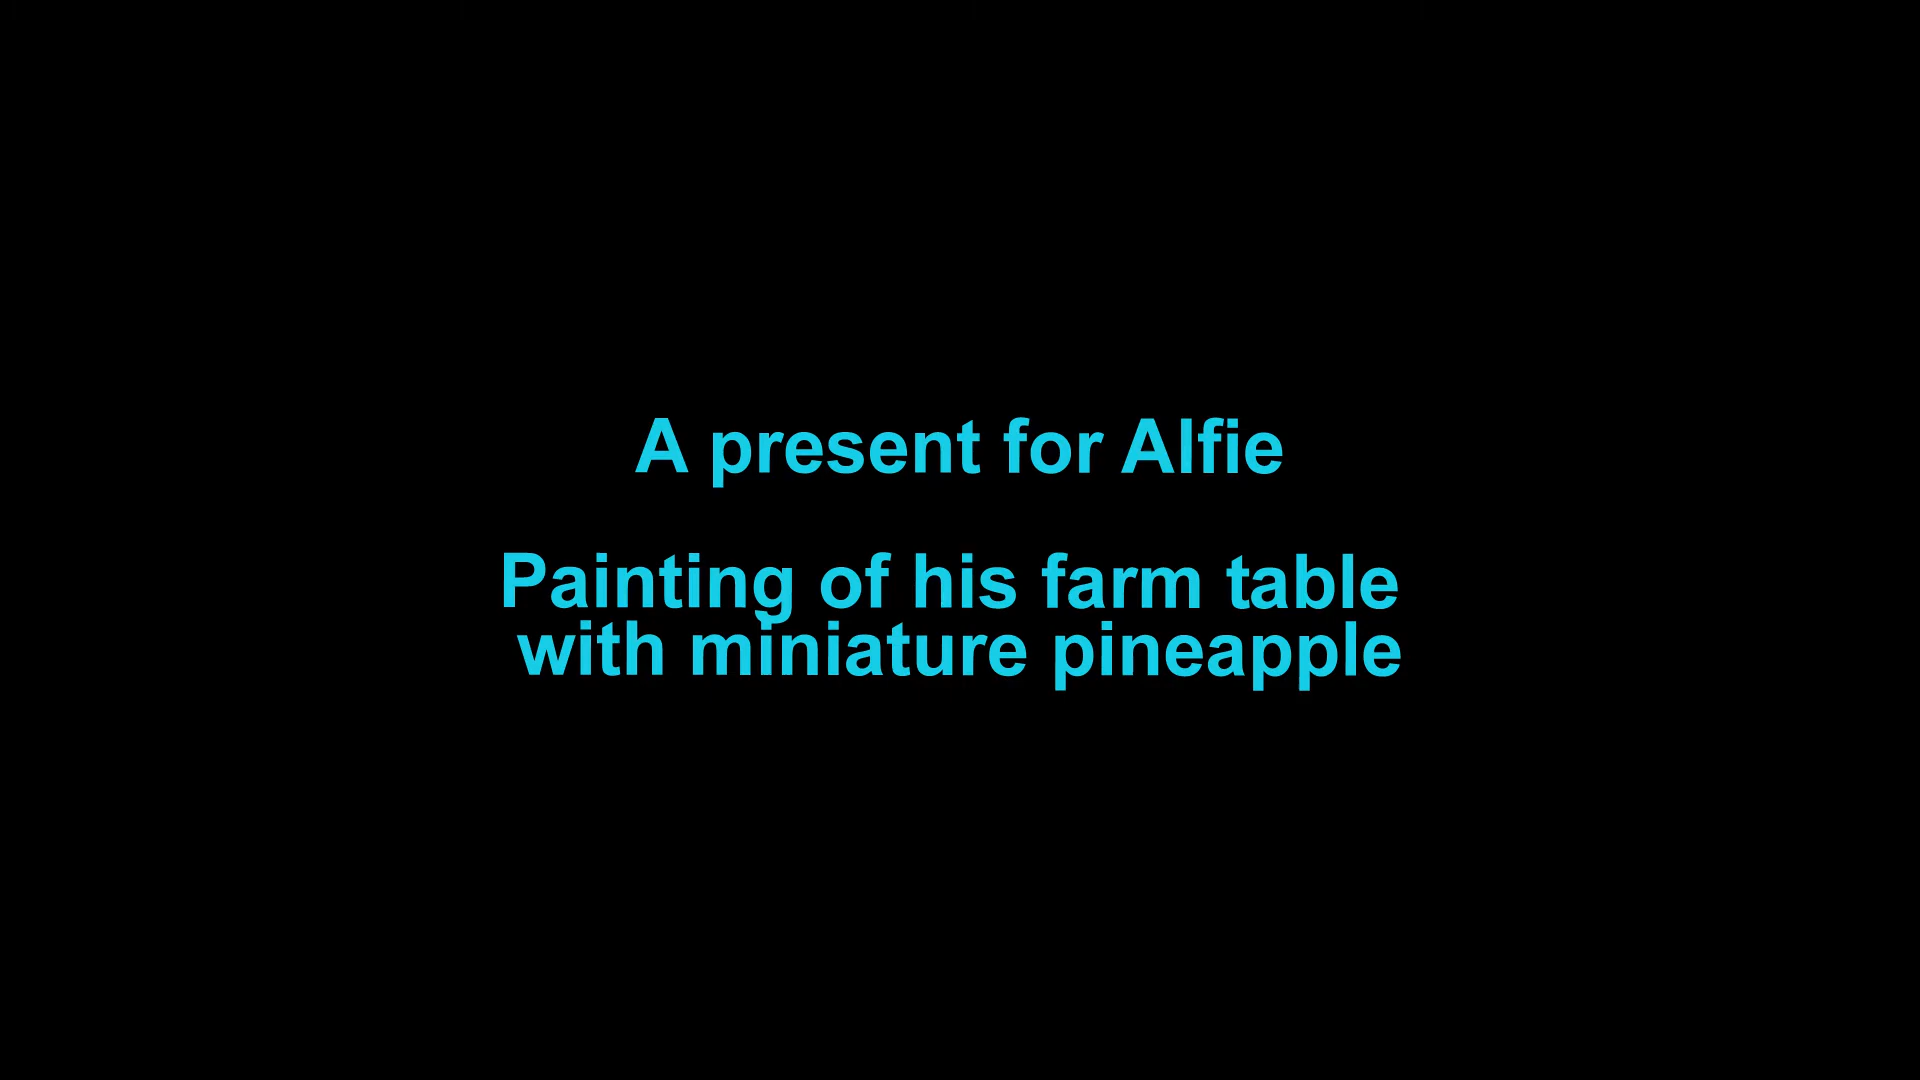 A present for Alfie
Painting of his farm table
with miniature pineapple